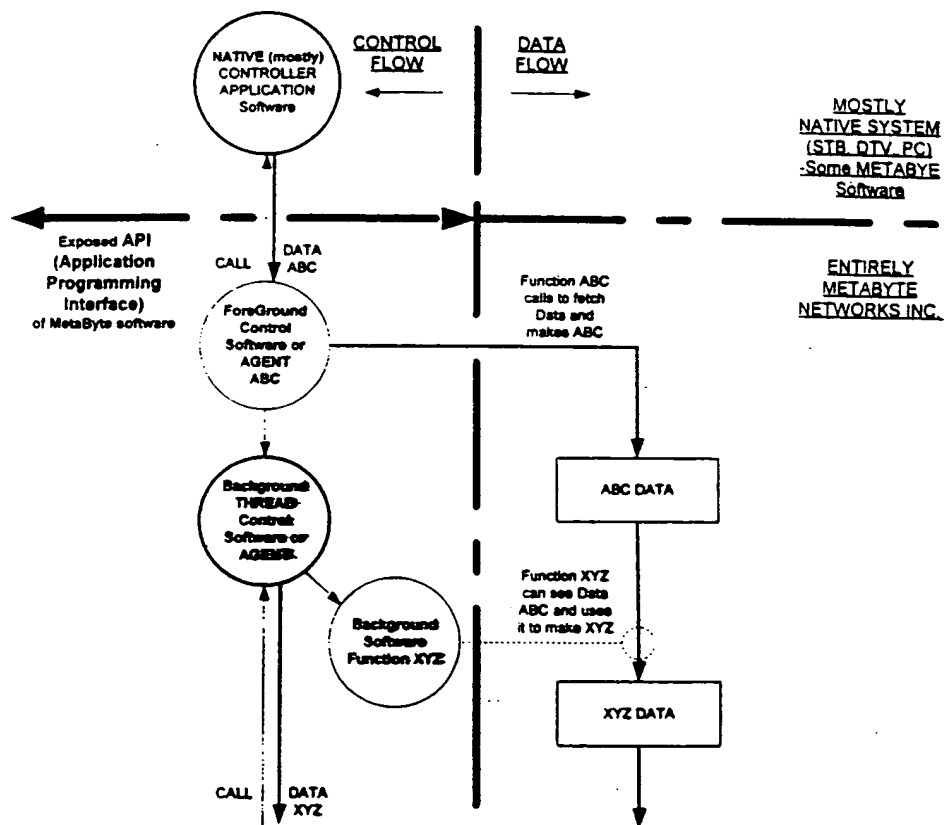 NATIVE (mostly)
CONTROLLER
APPLICATION
Software
CONTROL
FLOW
DATA
FLOW
MOSTLY
NATIVE SYSTEM
(STB, DTV, PC)
-Some METABYE
Software
Exposed API
(Application
Programming
Interface)
of MetaByte software
CALL
DATA
ABC
ENTIRELY
METABYTE
NETWORKS INC.
Function ABC
calls to fetch
Data and
makes ABC
ForeGround
Control
Software or
AGENT
ABC
Background
THREAD
Control
Software or
AGENT
ABC DATA
Function XYZ
can see Data
ABC and uses
it to make XYZ
Background
Software
Function XYZ
XYZ DATA
CALL
DATA
XYZ